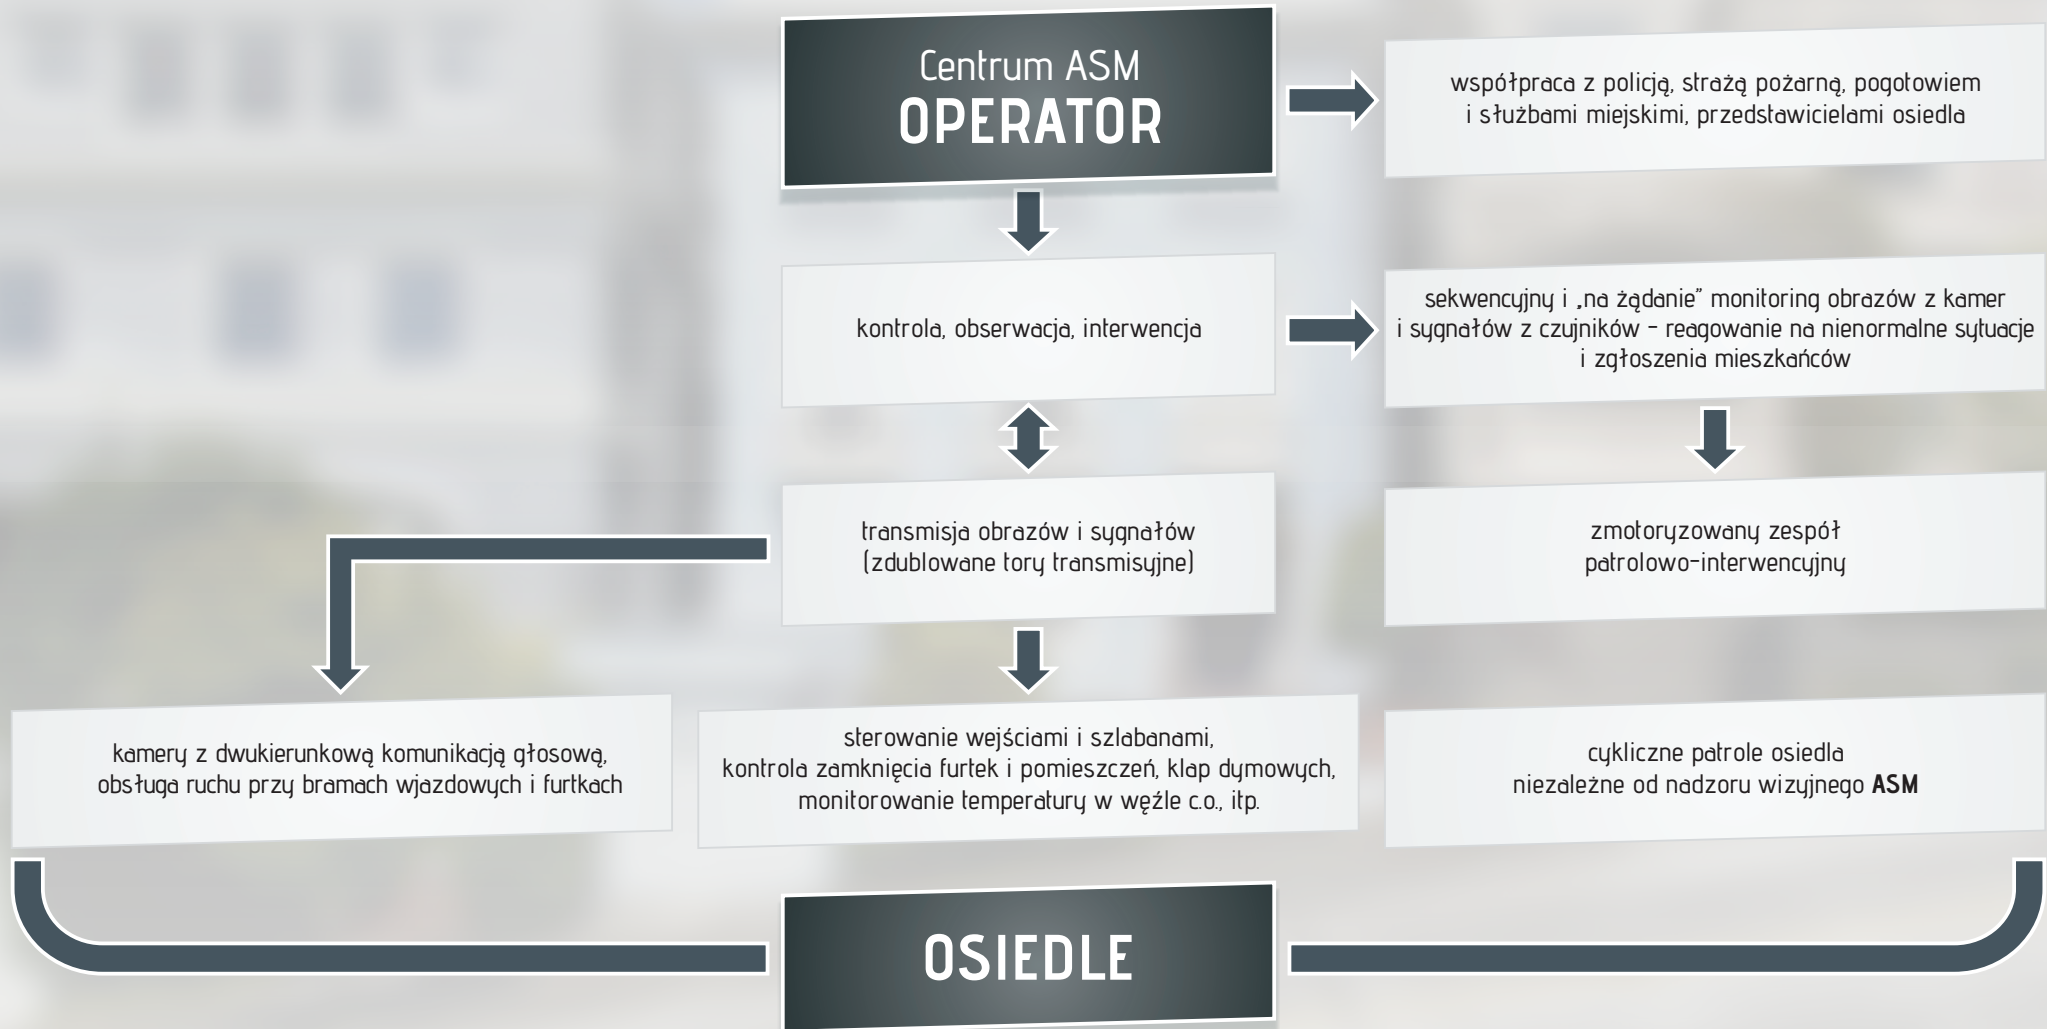 Centrum ASM
OPERATOR
współpraca z policją, strażą pożarną, pogotowiem
i służbami miejskimi, przedstawicielami osiedla
kontrola, obserwacja, interwencja
sekwencyjny i „na żądanie” monitoring obrazów z kamer
i sygnałów z czujników – reagowanie na nienormalne sytuacje
i zgłoszenia mieszkańców
transmisja obrazów i sygnałów
(zdublowane tory transmisyjne)
zmotoryzowany zespół
patrolowo-interwencyjny
kamery z dwukierunkową komunikacją głosową,
obsługa ruchu przy bramach wjazdowych i furtkach
sterowanie wejściami i szlabanami,
kontrola zamknięcia furtek i pomieszczeń, klap dymowych,
monitorowanie temperatury w węźle c.o., itp.
cykliczne patrole osiedla
niezależne od nadzoru wizyjnego ASM
OSIEDLE